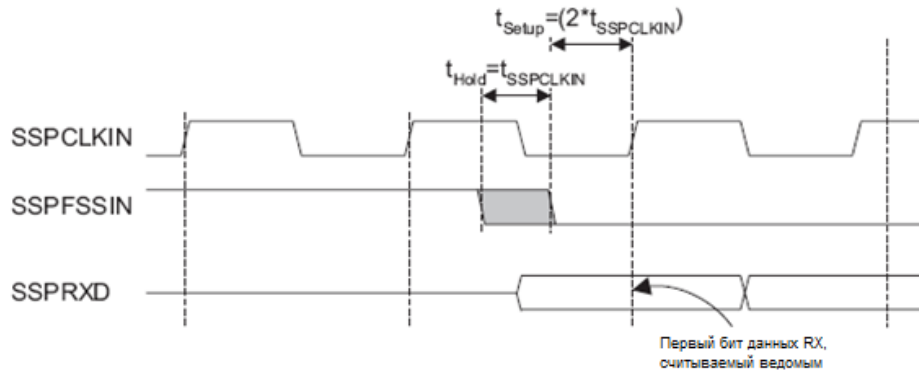 tSetup=(2*tSSPCLKIN)
tHold=tSSPCLKIN
SSPCLKIN
SSPFSSIN
SSPRXD
Первый бит данных RX,
считываемый ведомым